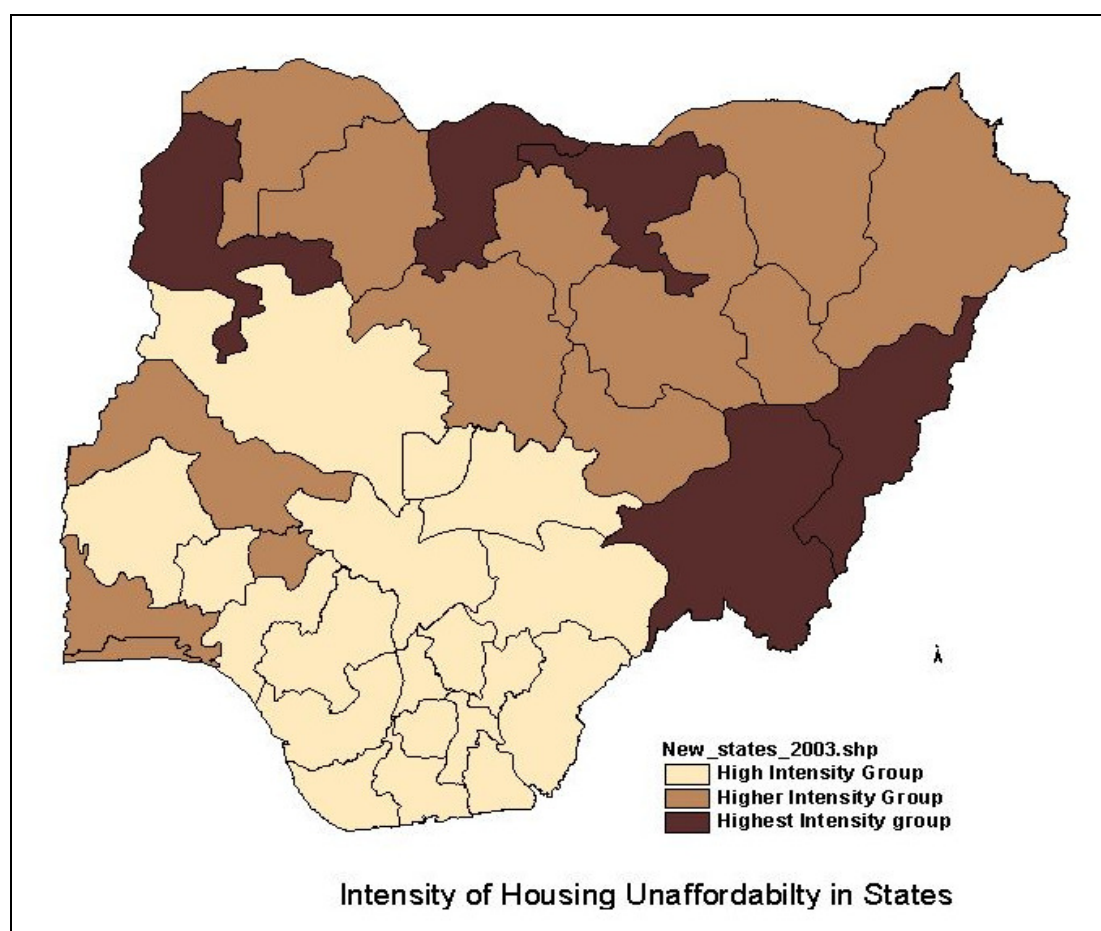 New_states_2003.shp
High Intensity Group
Higher Intensity Group
Highest Intensity group
Intensity of Housing Unaffordabilty in States